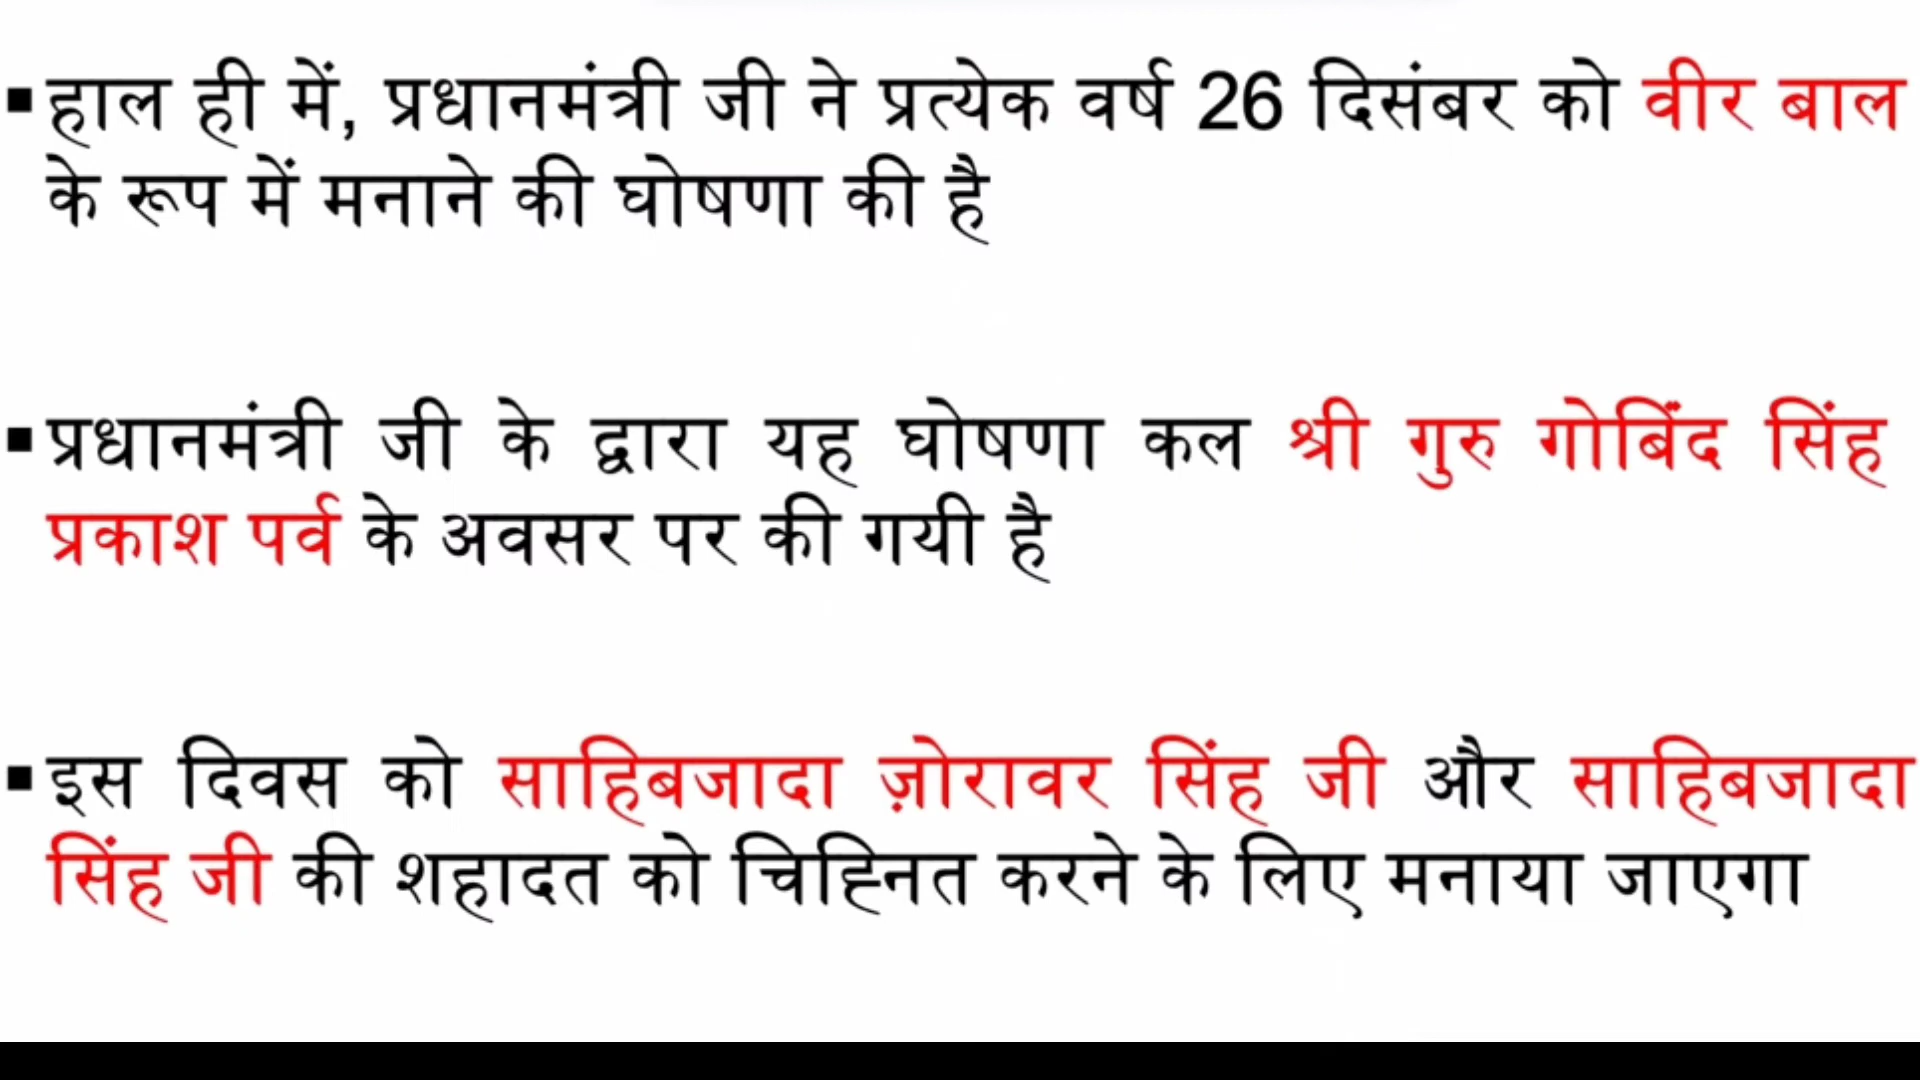 ▪हाल ही में, प्रधानमंत्री जी ने प्रत्येक वर्ष 26 दिसंबर को वीर बाल
के रूप में मनाने की घोषणा की है
▪प्रधानमंत्री जी के द्वारा यह घोषणा कल श्री गुरु गोबिंद सिंह
प्रकाश पर्व के अवसर पर की गयी है
▪इस दिवस को साहिबजादा ज़ोरावर सिंह जी और साहिबजादा
सिंह जी की शहादत को चिह्नित करने के लिए मनाया जाएगा